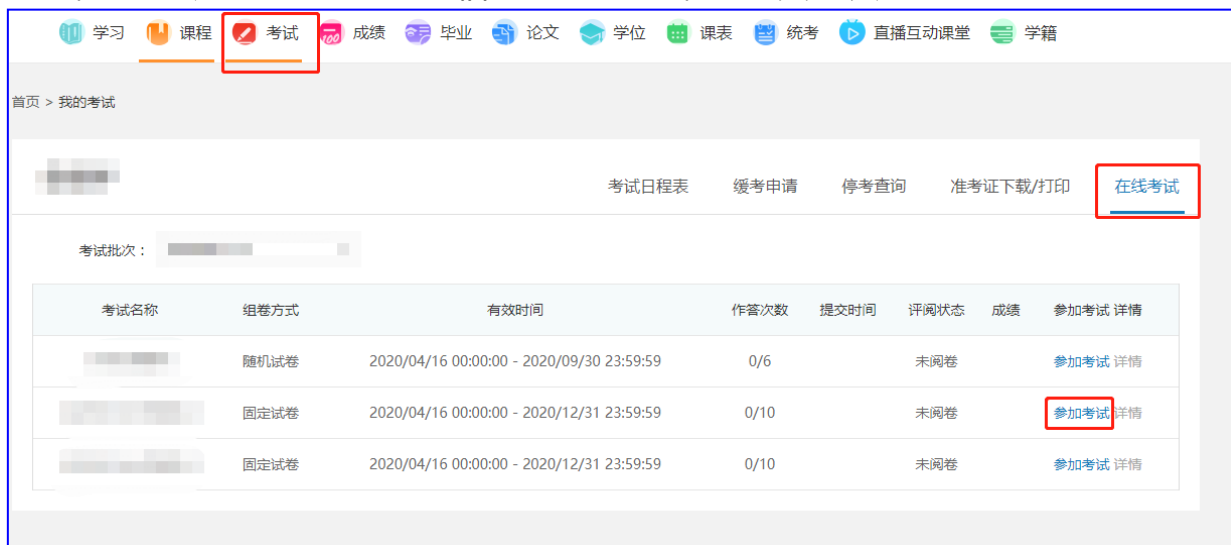 学习 课程 考试 100 成绩 毕业 论文 学位 课表 统考 直播互动课堂 学籍
首页 > 我的考试
考试日程表 缓考申请 停考查询 准考证下载/打印 在线考试
考试批次：
考试名称 组卷方式 有效时间 作答次数 提交时间 评阅状态 成绩 参加考试 详情
随机试卷 2020/04/16 00:00:00 - 2020/09/30 23:59:59 0/6 未阅卷 参加考试 详情
固定试卷 2020/04/16 00:00:00 - 2020/12/31 23:59:59 0/10 未阅卷 参加考试 详情
固定试卷 2020/04/16 00:00:00 - 2020/12/31 23:59:59 0/10 未阅卷 参加考试 详情